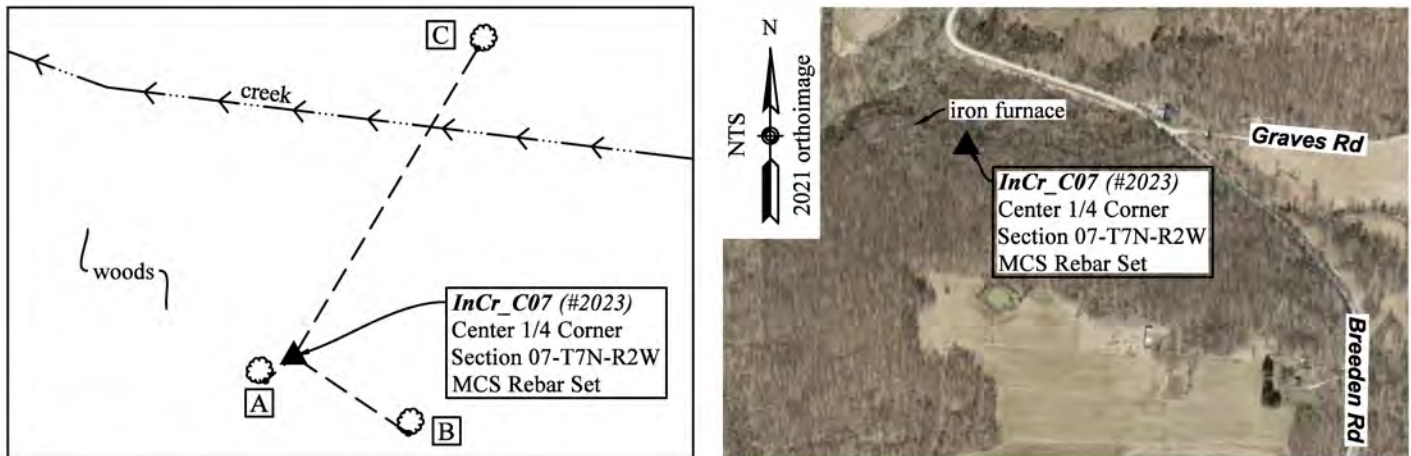 C
creek
woods
InCr_C07 (#2023)
Center 1/4 Corner
Section 07-T7N-R2W
MCS Rebar Set
A
B
N
NTS
2021 orthoimage
iron furnace
Graves Rd
InCr_C07 (#2023)
Center 1/4 Corner
Section 07-T7N-R2W
MCS Rebar Set
Breeden Rd